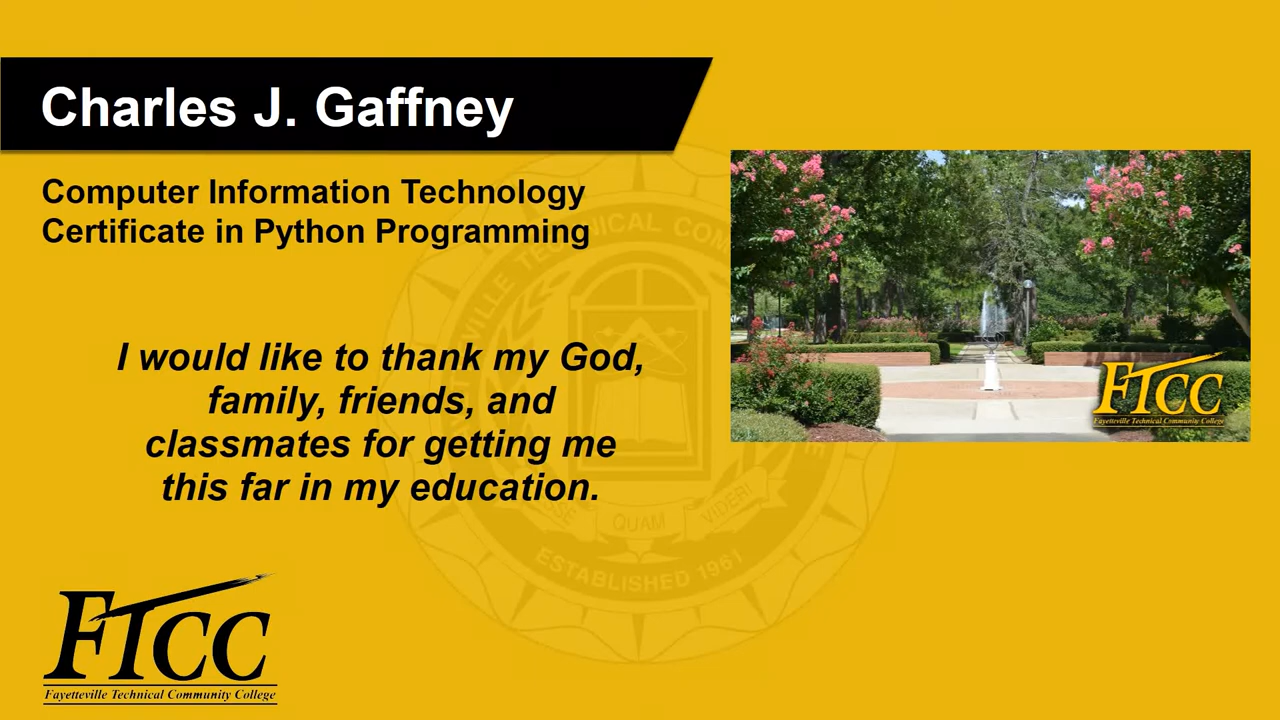 Charles J. Gaffney
Computer Information Technology
Certificate in Python Programming
I would like to thank my God,
family, friends, and
classmates for getting me
this far in my education.
FTCC
Fayetteville Technical Community College
FTCC
Fayetteville Technical Community College
ESSE QUAM VIDERI
ESTABLISHED 1961